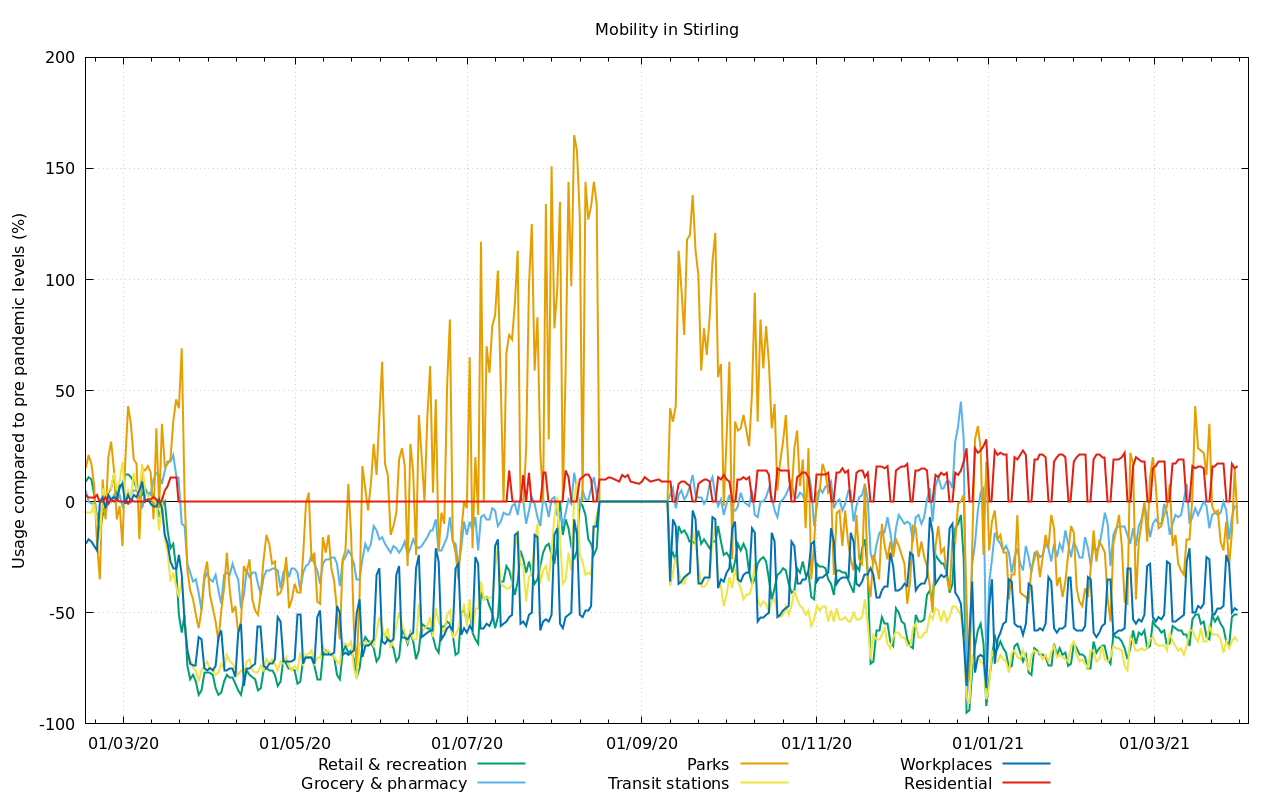 Mobility in Stirling
Usage compared to pre pandemic levels (%)
200
150
100
50
0
-50
-100
01/03/20 01/05/20 01/07/20 01/09/20 01/11/20 01/01/21 01/03/21
Retail & recreation Parks Workplaces
Grocery & pharmacy Transit stations Residential